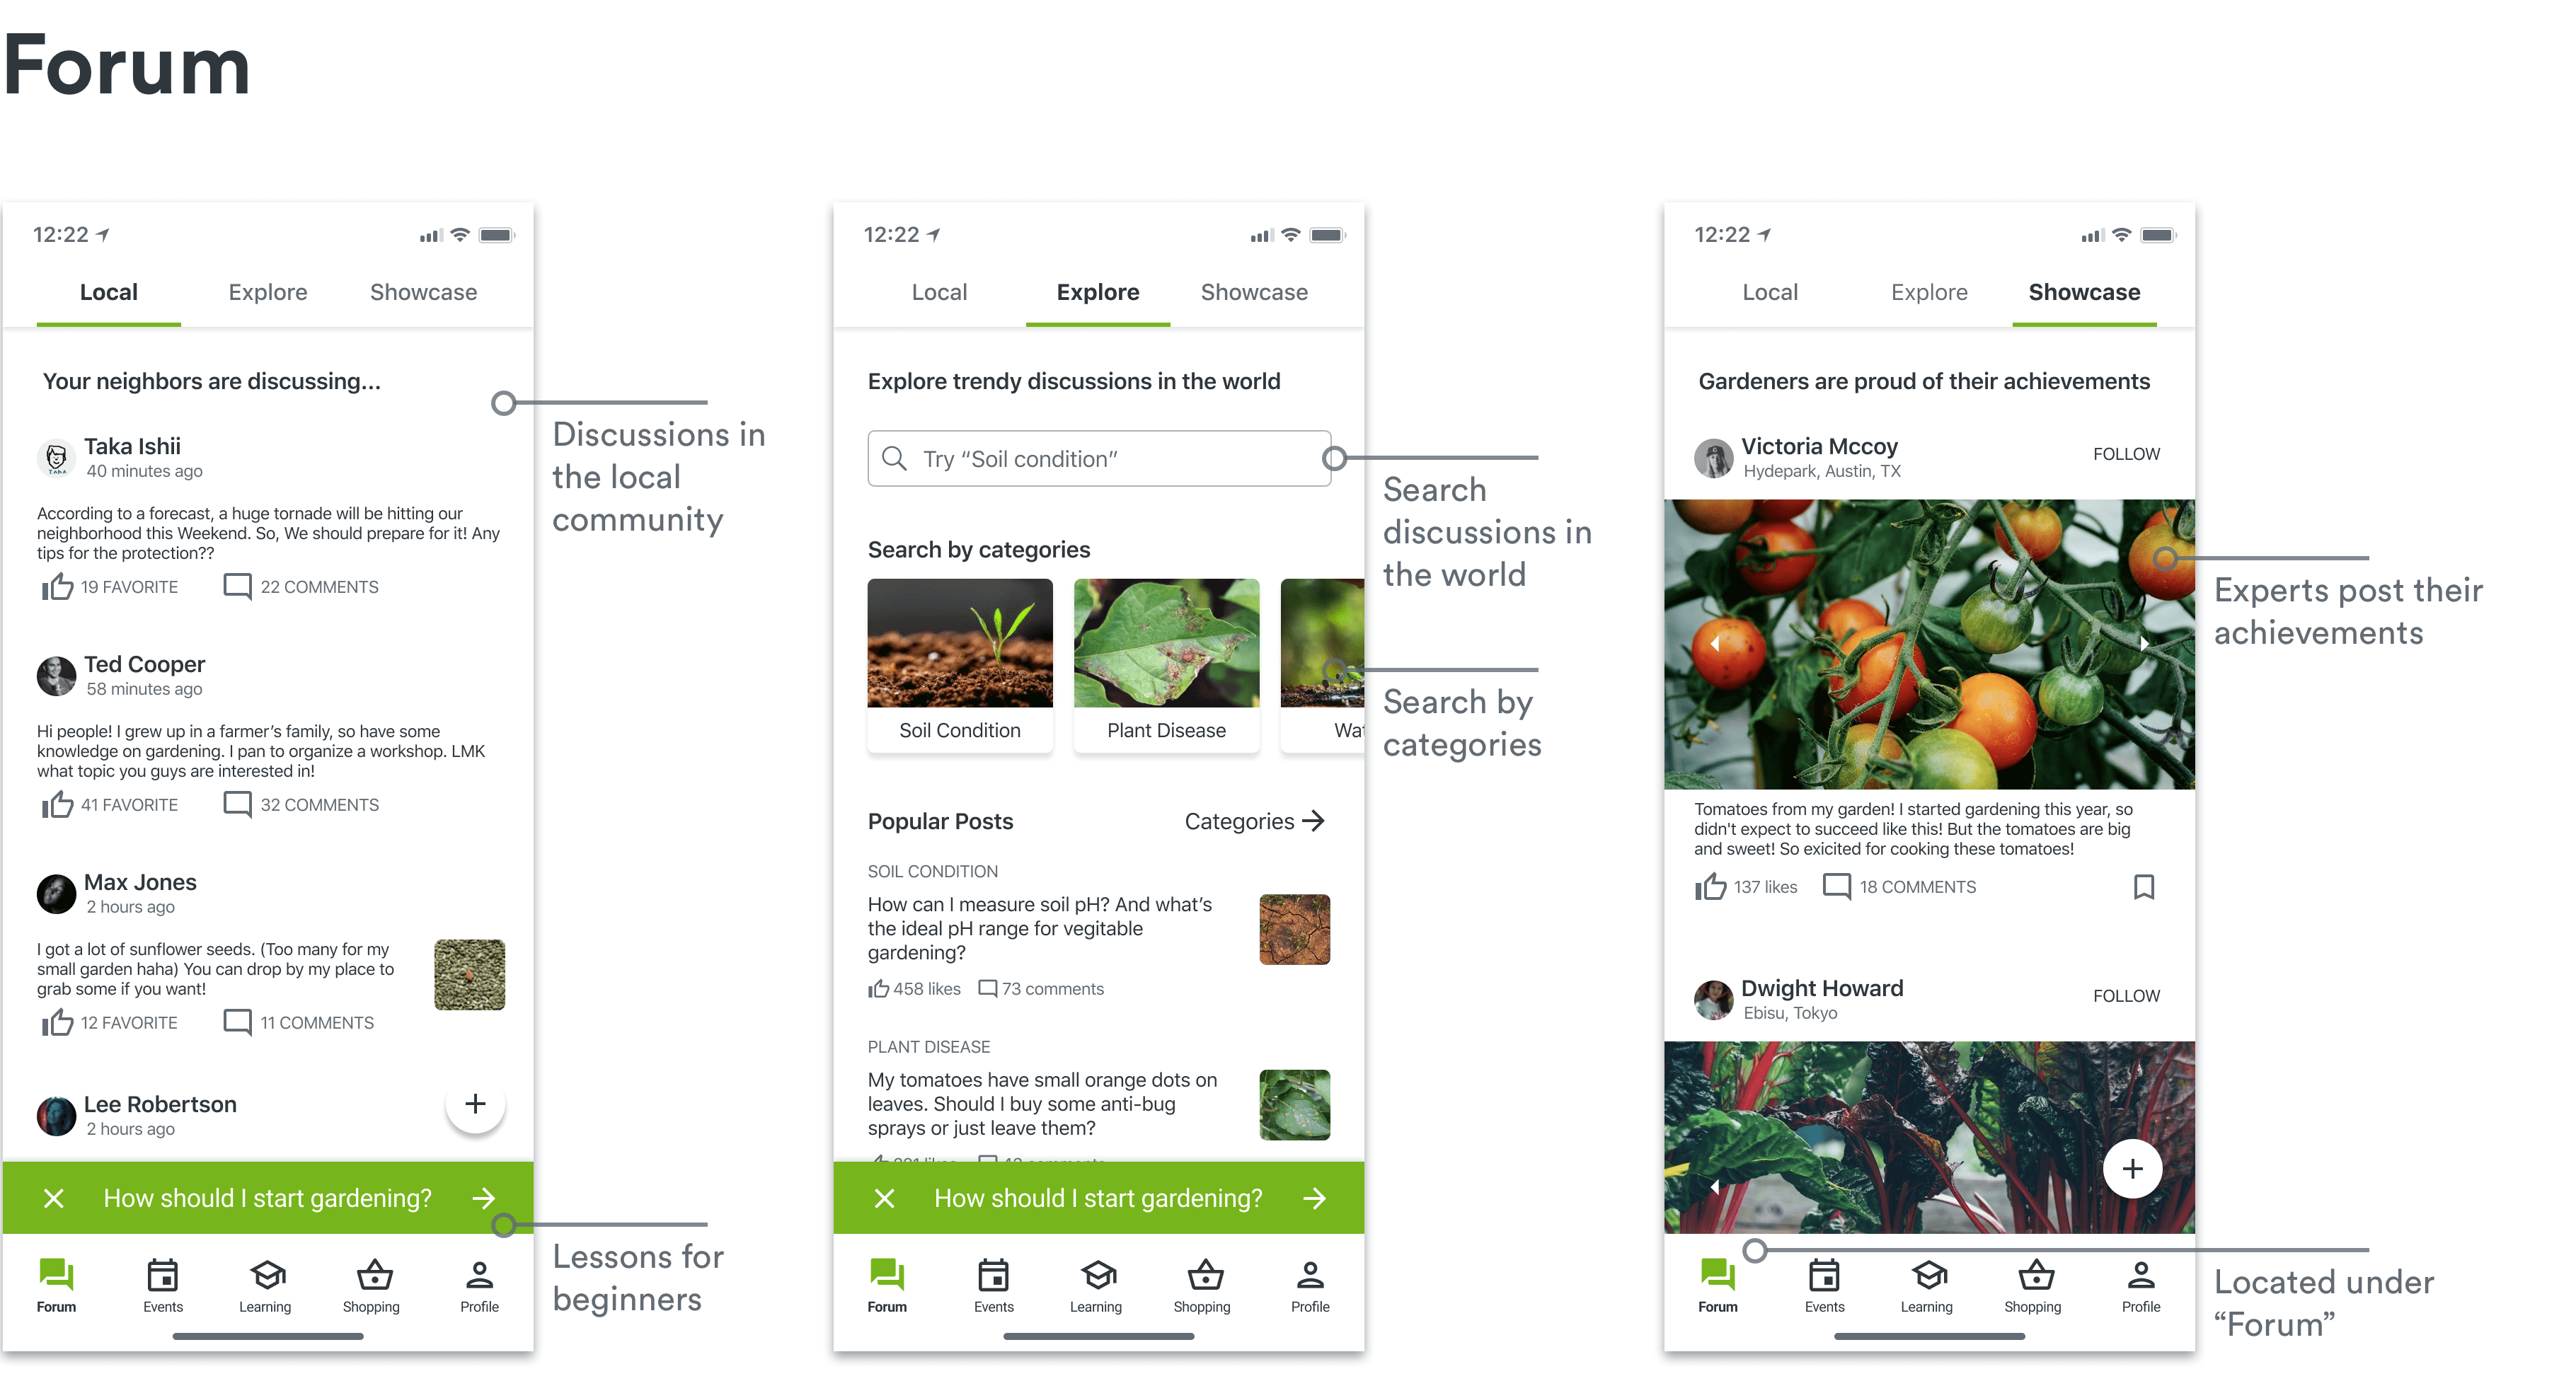 Forum
12:22
Local Explore Showcase
Your neighbors are discussing...
Taka Ishii
40 minutes ago
According to a forecast, a huge tornade will be hitting our
neighborhood this Weekend. So, We should prepare for it! Any
tips for the protection??
19 FAVORITE 22 COMMENTS
Ted Cooper
58 minutes ago
Hi people! I grew up in a farmer’s family, so have some
knowledge on gardening. I pan to organize a workshop. LMK
what topic you guys are interested in!
41 FAVORITE 32 COMMENTS
Max Jones
2 hours ago
I got a lot of sunflower seeds. (Too many for my
small garden haha) You can drop by my place to
grab some if you want!
12 FAVORITE 11 COMMENTS
Lee Robertson
2 hours ago
How should I start gardening?
Forum Events Learning Shopping Profile
Discussions in
the local
community
Lessons for
beginners
12:22
Local Explore Showcase
Explore trendy discussions in the world
Try “Soil condition”
Search by categories
Soil Condition Plant Disease
Popular Posts Categories
SOIL CONDITION
How can I measure soil pH? And what’s
the ideal pH range for vegitable
gardening?
458 likes 73 comments
PLANT DISEASE
My tomatoes have small orange dots on
leaves. Should I buy some anti-bug
sprays or just leave them?
How should I start gardening?
Forum Events Learning Shopping Profile
Search
discussions in
the world
Search by
categories
12:22
Local Explore Showcase
Gardeners are proud of their achievements
Victoria Mccoy
Hydepark, Austin, TX
FOLLOW
Tomatoes from my garden! I started gardening this year, so
didn't expect to succeed like this! But the tomatoes are big
and sweet! So exicited for cooking these tomatoes!
137 likes 18 COMMENTS
Dwight Howard
Ebisu, Tokyo
FOLLOW
Forum Events Learning Shopping Profile
Experts post their
achievements
Located under
“Forum”